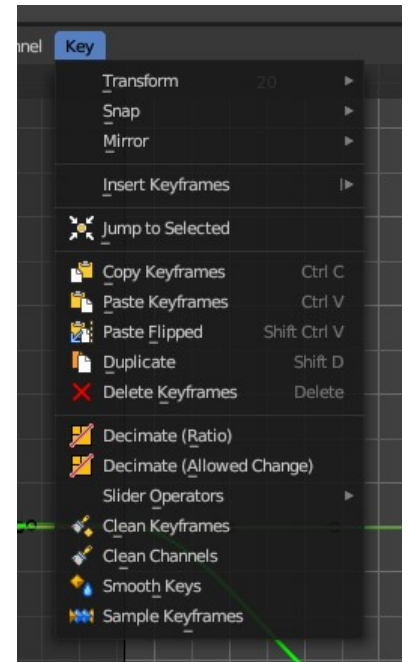 nnel Key
Transform 20
Snap
Mirror
Insert Keyframes I
Jump to Selected
Copy Keyframes Ctrl C
Paste Keyframes Ctrl V
Paste Flipped Shift Ctrl V
Duplicate Shift D
Delete Keyframes Delete
Decimate (Ratio)
Decimate (Allowed Change)
Slider Operators
Clean Keyframes
Clean Channels
Smooth Keys
Sample Keyframes